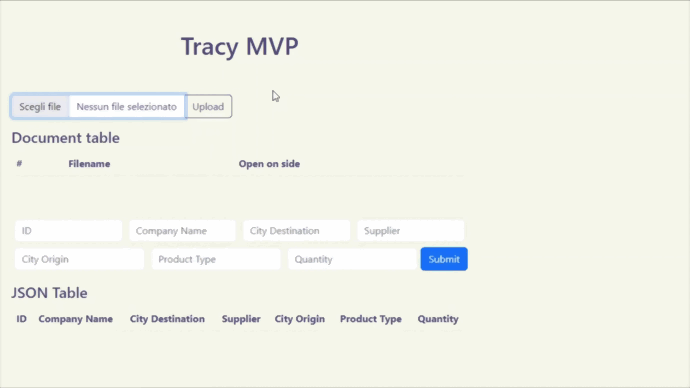 Tracy MVP
Scegli file Nessun file selezionato Upload
Document table
# Filename Open on side
ID Company Name City Destination Supplier
City Origin Product Type Quantity Submit
JSON Table
ID Company Name City Destination Supplier City Origin Product Type Quantity